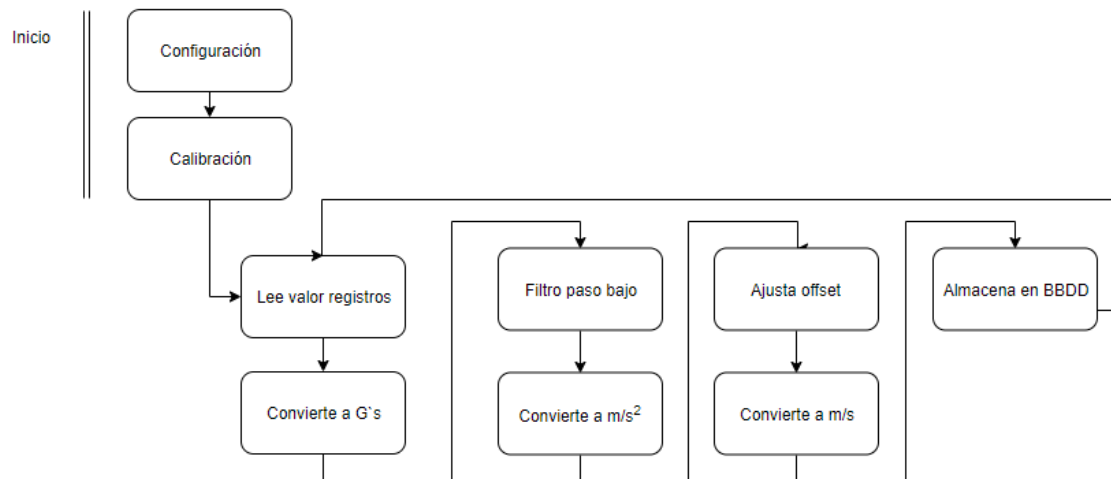 Inicio
Configuración
Calibración
Lee valor registros
Convierte a G`s
Filtro paso bajo
Convierte a m/s²
Ajusta offset
Convierte a m/s
Almacena en BBDD